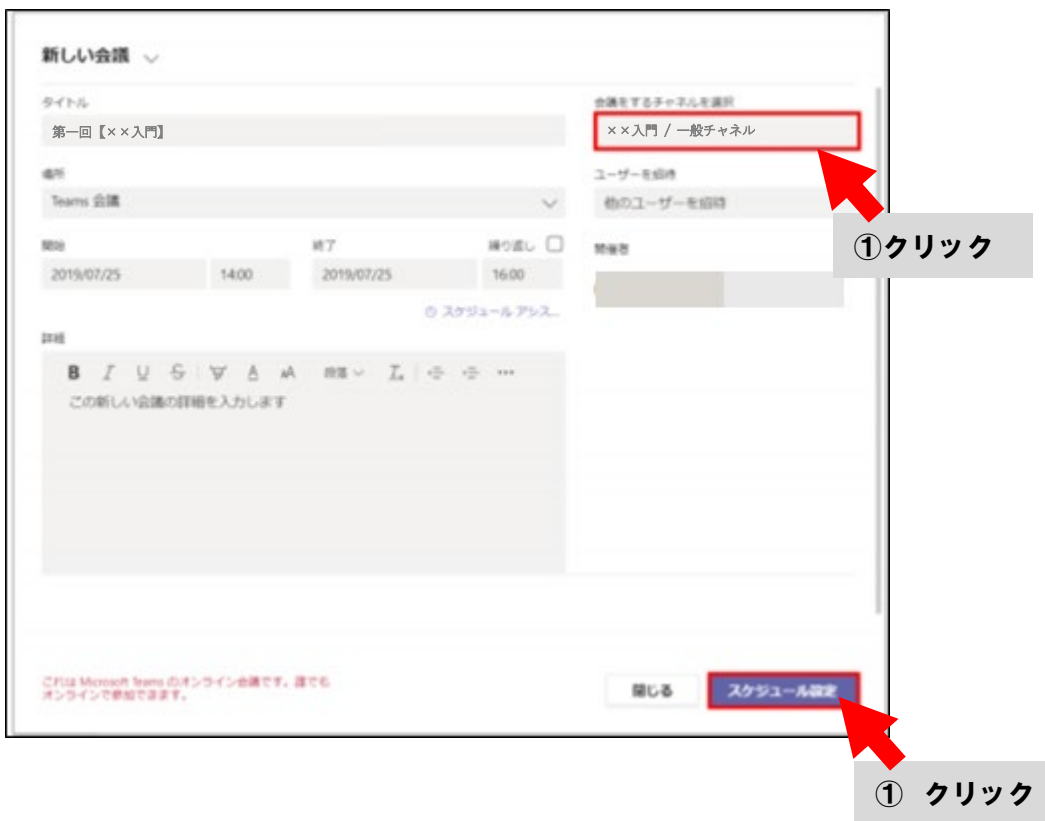 新しい会議
タイトル
第一回【××入門】
会議をするチャネルを選択
××入門 / 一般チャネル
場所
Teams 会議
ユーザーを招待
他のユーザーを招待
①クリック
開始
終了
繰り返し
2019/07/25
14:00
2019/07/25
16:00
開催者
スケジュール アシス...
詳細
B I U S A AA 段落 Ix ...
この新しい会議の詳細を入力します
これは Microsoft Teams のオンライン会議です。誰でも
オンラインで参加できます。
閉じる
スケジュール設定
① クリック